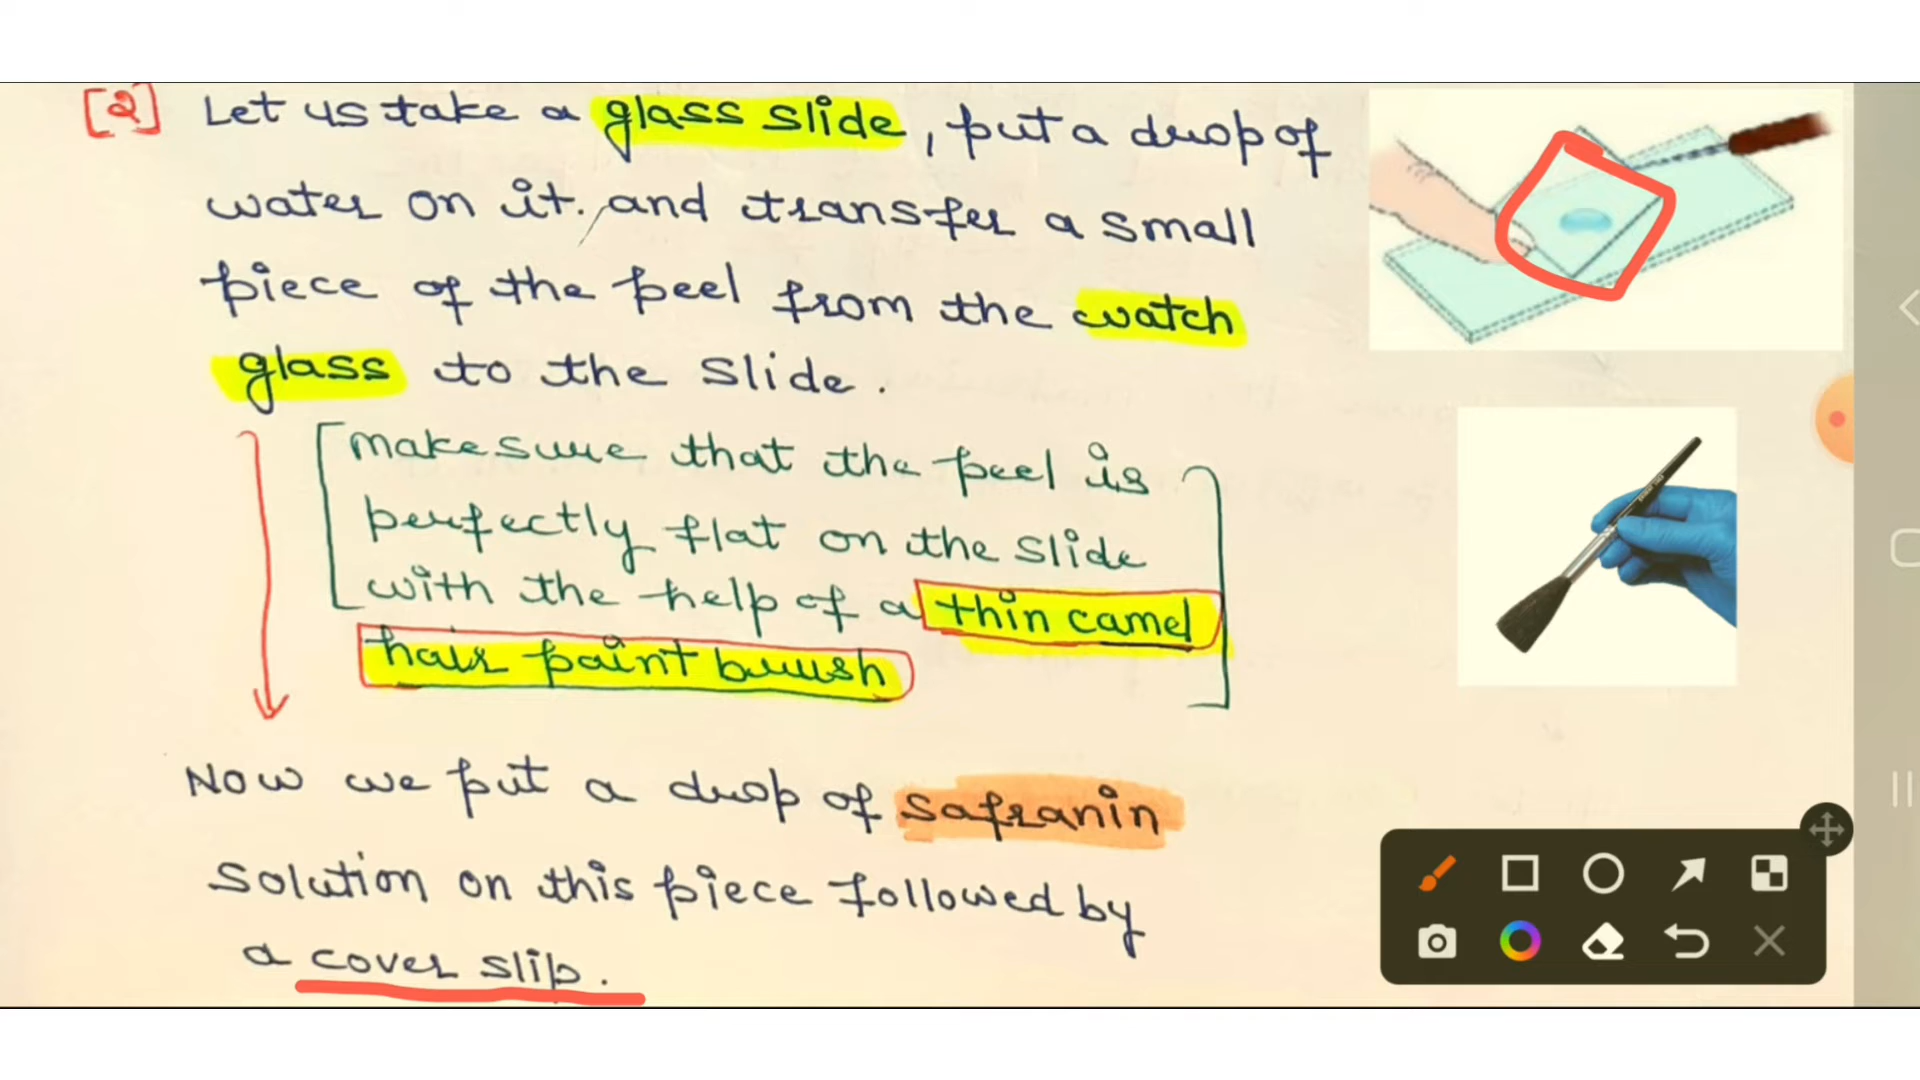 [2] Let us take a glass slide, put a drop of
water on it. and transfer a small
piece of the peel from the watch
glass to the slide.
[make sure that the peel is
perfectly flat on the slide
with the help of a thin camel
hair paint brush]
Now we put a drop of safranin
solution on this piece followed by
a cover slip.